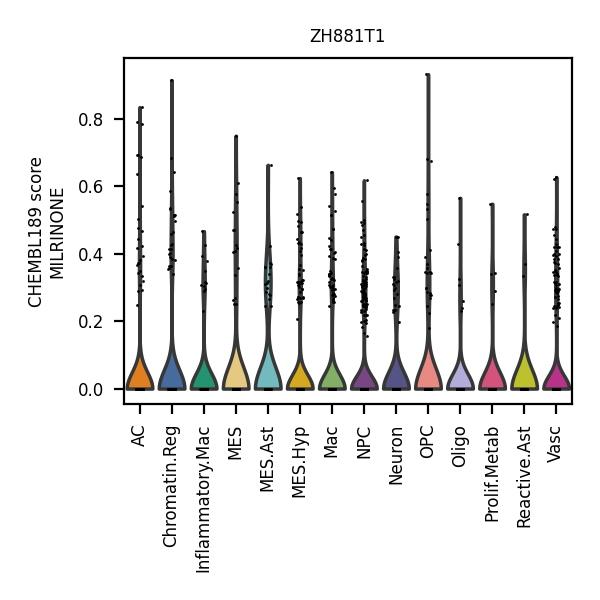 ZH881T1
CHEMBL189 score
MILRINONE
0.8
0.6
0.4
0.2
0.0
AC
Chromatin.Reg
Inflammatory.Mac
MES
MES.Ast
MES.Hyp
Mac
NPC
Neuron
OPC
Oligo
Prolif.Metab
Reactive.Ast
Vasc